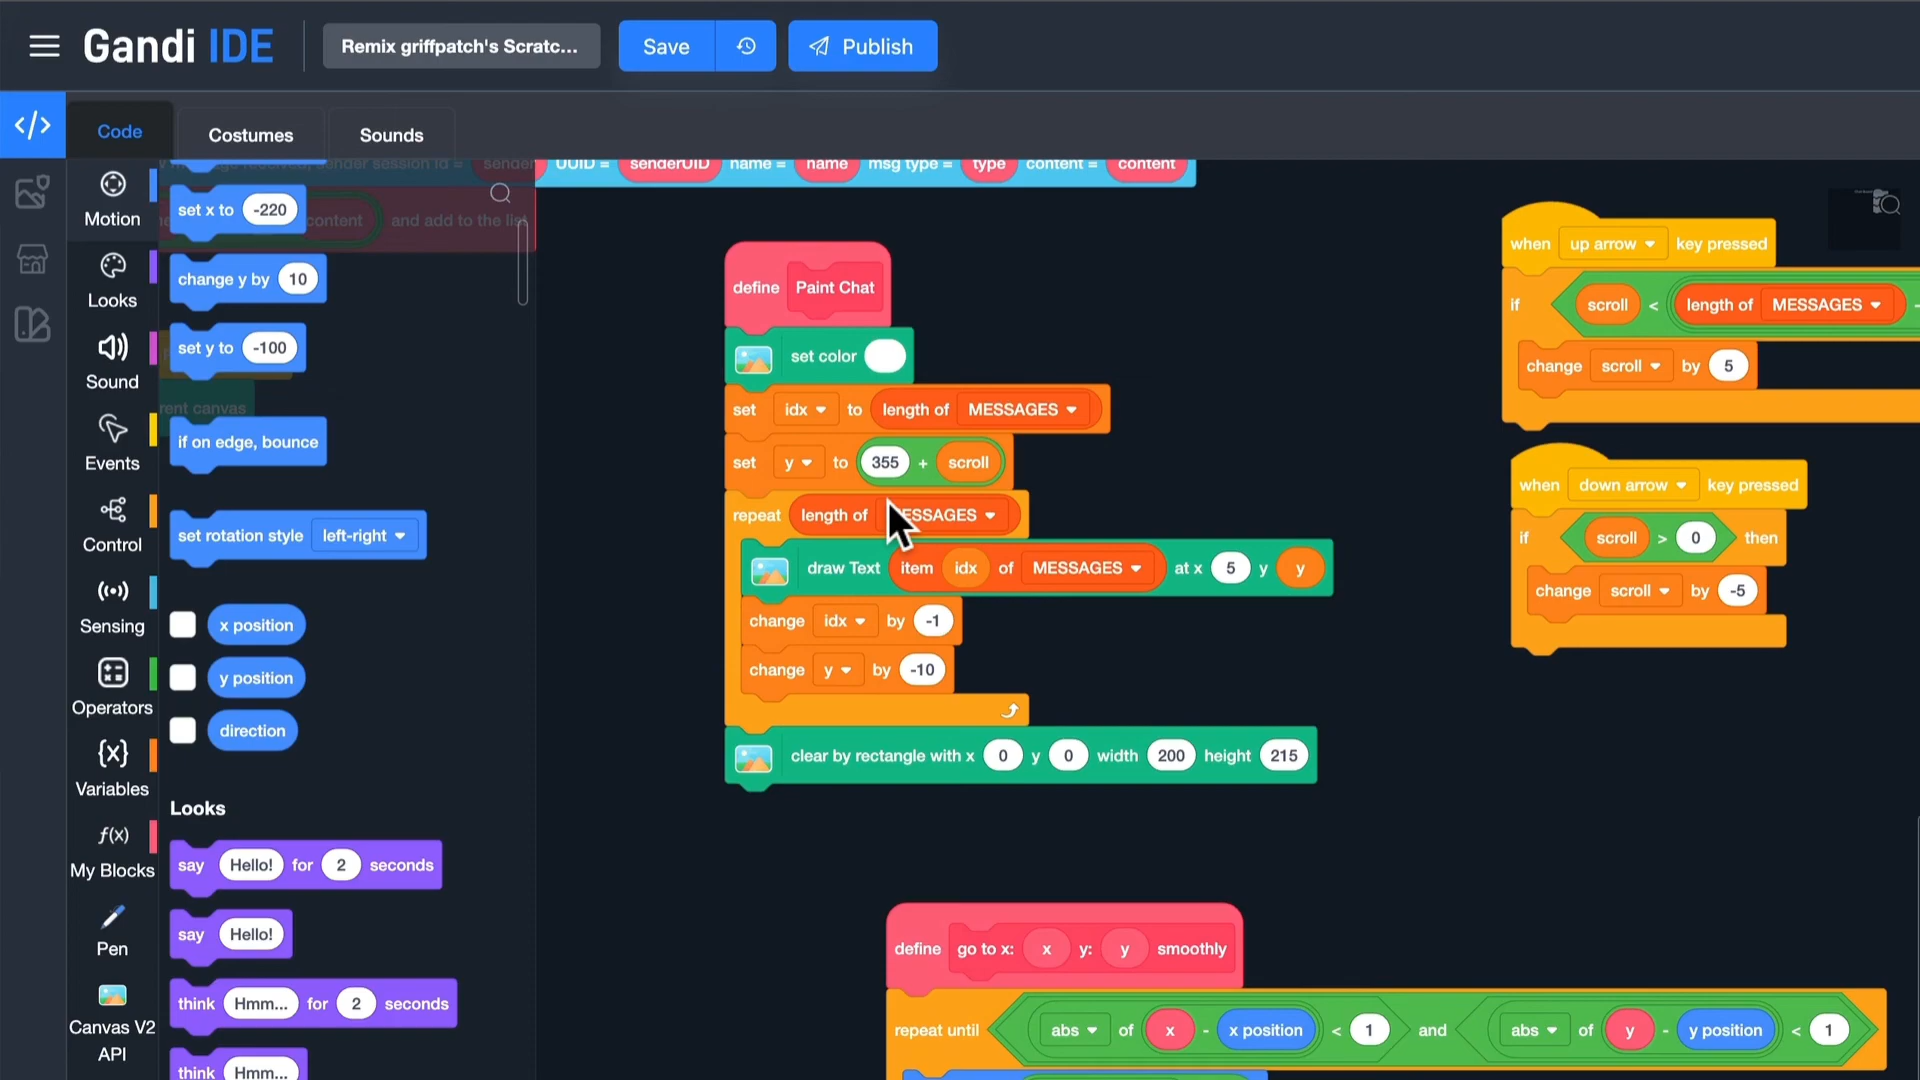 Gandi IDE
Remix griffpatch's Scratc...
Save
Publish
Code
Costumes
Sounds
sender UUID = senderUID name = name msg type = type content = content
content and add to the list
Motion
set x to -220
change y by 10
Looks
set y to -100
Sound
rent canvas
if on edge, bounce
Events
set rotation style left-right
Control
Sensing
x position
y position
Operators
direction
Variables
Looks
My Blocks
say Hello! for 2 seconds
Pen
say Hello!
Canvas V2 API
think Hmm... for 2 seconds
think Hmm...
define Paint Chat
set color
set idx to length of MESSAGES
set y to 355 + scroll
repeat length of MESSAGES
draw Text item idx of MESSAGES at x 5 y y
change idx by -1
change y by -10
clear by rectangle with x 0 y 0 width 200 height 215
when up arrow key pressed
if scroll < length of MESSAGES -
change scroll by 5
when down arrow key pressed
if scroll > 0 then
change scroll by -5
define go to x: x y: y smoothly
repeat until abs of x - x position < 1 and abs of y - y position < 1